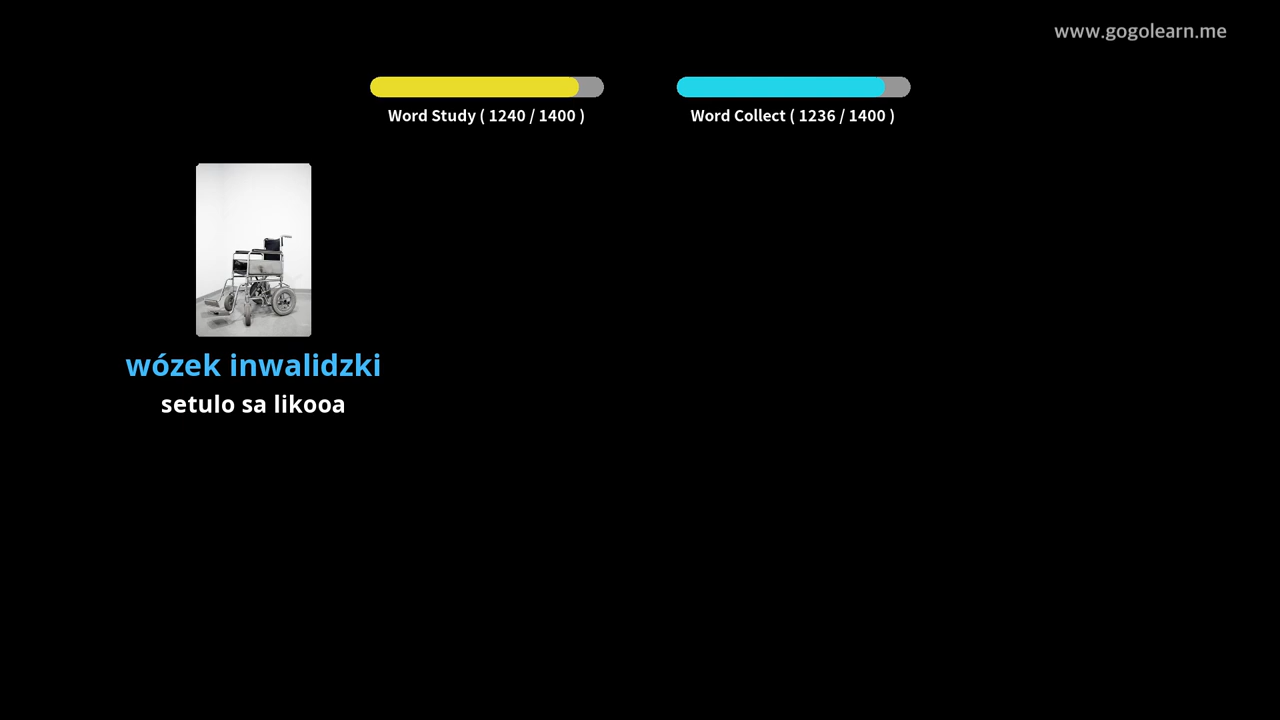 www.gogolearn.me
Word Study ( 1240 / 1400 )
Word Collect ( 1236 / 1400 )
wózek inwalidzki
setulo sa likooa